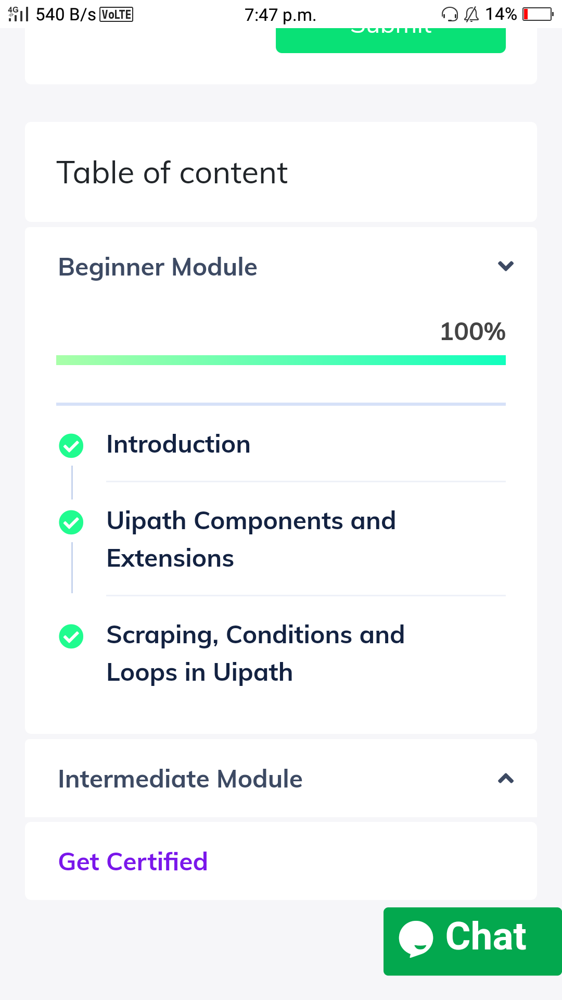 4G 540 B/s VoLTE 7:47 p.m. 14%
Submit
Table of content
Beginner Module
100%
Introduction
Uipath Components and
Extensions
Scraping, Conditions and
Loops in Uipath
Intermediate Module
Get Certified
Chat